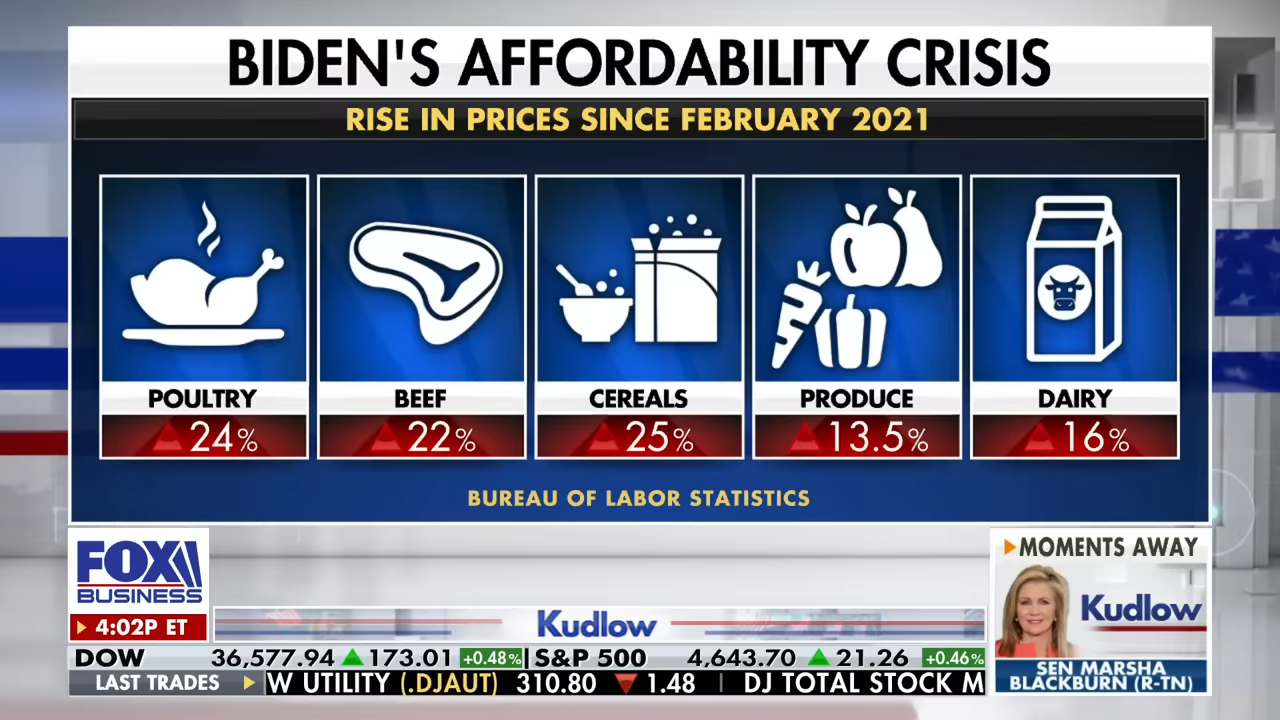 BIDEN'S AFFORDABILITY CRISIS
RISE IN PRICES SINCE FEBRUARY 2021
POULTRY
24%
BEEF
22%
CEREALS
25%
PRODUCE
13.5%
DAIRY
16%
BUREAU OF LABOR STATISTICS
FOX BUSINESS
4:02P ET
Kudlow
MOMENTS AWAY
Kudlow
SEN MARSHA
BLACKBURN (R-TN)
DOW 36,577.94 173.01 +0.48% S&P 500 4,643.70 21.26 +0.46%
LAST TRADES W UTILITY (.DJAUT) 310.80 1.48 DJ TOTAL STOCK M